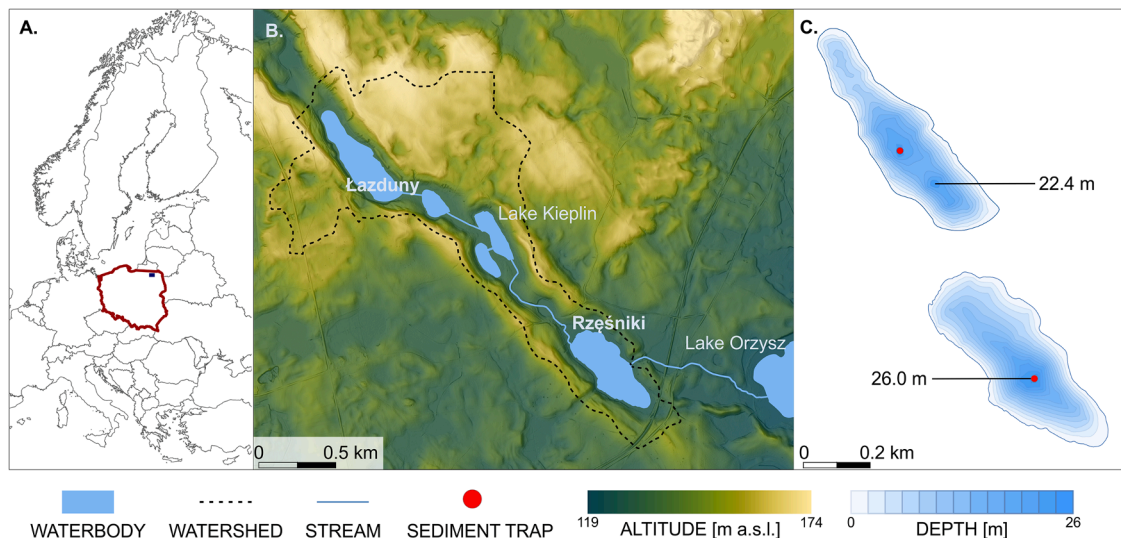 A.
B.
C.
Łazduny
Lake Kieplin
Rzęśniki
Lake Orzysz
0 0.5 km
22.4 m
26.0 m
0 0.2 km
WATERBODY WATERSHED STREAM SEDIMENT TRAP
119 ALTITUDE [m a.s.l.] 174
0 DEPTH [m] 26